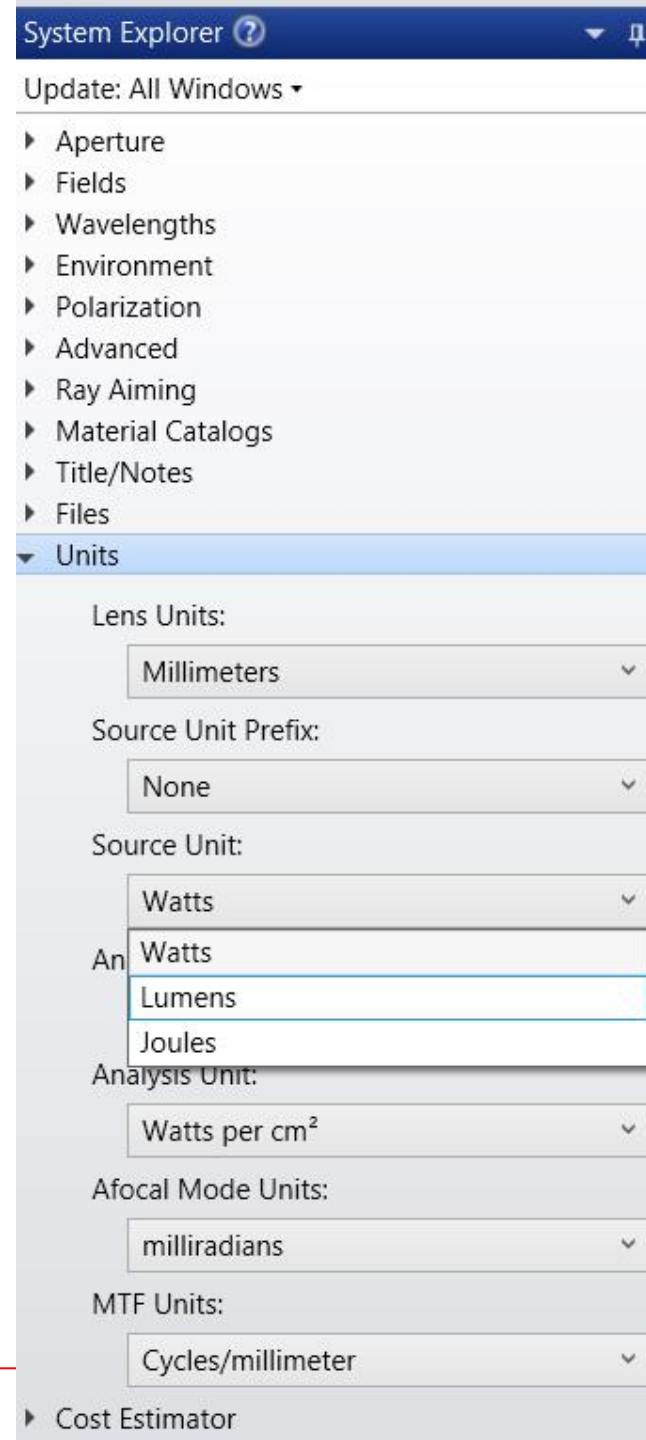 System Explorer ?
Update: All Windows
Aperture
Fields
Wavelengths
Environment
Polarization
Advanced
Ray Aiming
Material Catalogs
Title/Notes
Files
Units
Lens Units:
Millimeters
Source Unit Prefix:
None
Source Unit:
Watts
An Watts
Lumens
Joules
Analysis Unit:
Watts per cm²
Afocal Mode Units:
milliradians
MTF Units:
Cycles/millimeter
Cost Estimator